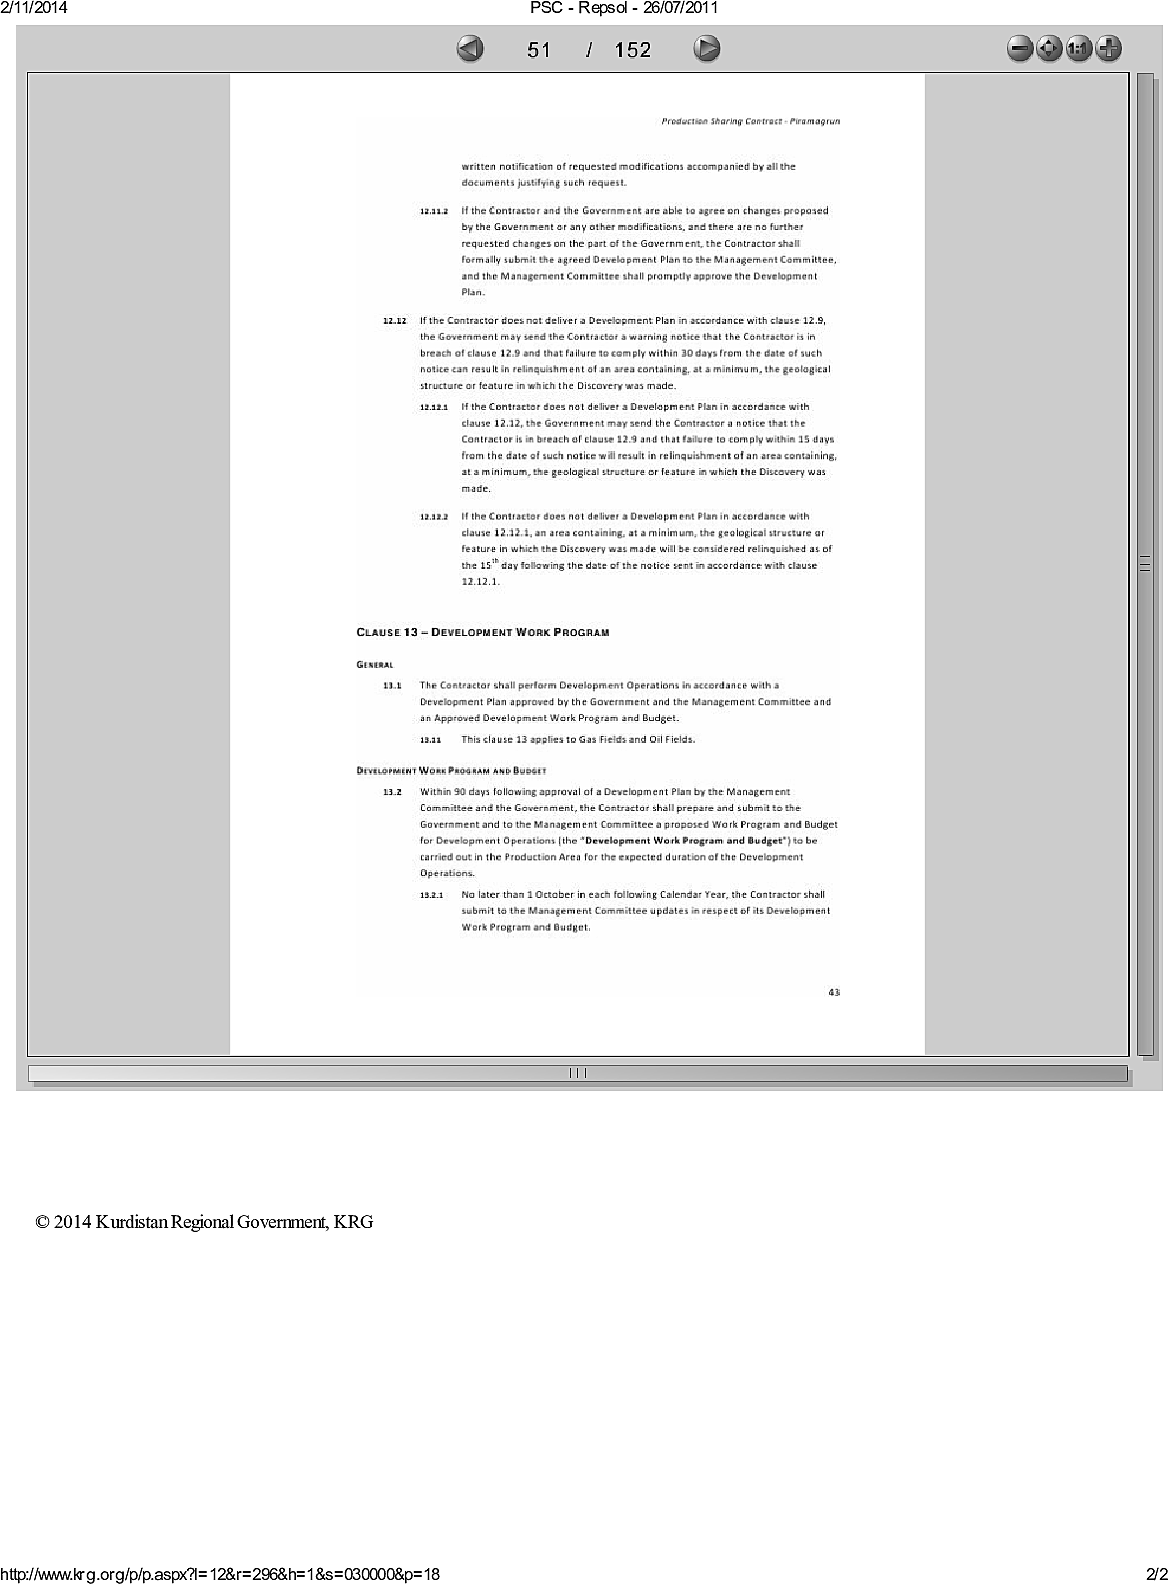 2/11/2014 PSC - Repsol - 26/07/2011
51 / 152
1:1
Production Sharing Contract - Piramagrun
written notification of requested modifications accompanied by all the
documents justifying such request.
12.11.2 If the Contractor and the Government are able to agree on changes proposed
by the Government or any other modifications, and there are no further
requested changes on the part of the Government, the Contractor shall
formally submit the agreed Development Plan to the Management Committee,
and the Management Committee shall promptly approve the Development
Plan.
12.12 If the Contractor does not deliver a Development Plan in accordance with clause 12.9,
the Government may send the Contractor a warning notice that the Contractor is in
breach of clause 12.9 and that failure to comply within 30 days from the date of such
notice can result in relinquishment of an area containing, at a minimum, the geological
structure or feature in which the Discovery was made.
12.12.1 If the Contractor does not deliver a Development Plan in accordance with
clause 12.12, the Government may send the Contractor a notice that the
Contractor is in breach of clause 12.9 and that failure to comply within 15 days
from the date of such notice will result in relinquishment of an area containing,
at a minimum, the geological structure or feature in which the Discovery was
made.
12.12.2 If the Contractor does not deliver a Development Plan in accordance with
clause 12.12.1, an area containing, at a minimum, the geological structure or
feature in which the Discovery was made will be considered relinquished as of
the 15th day following the date of the notice sent in accordance with clause
12.12.1.
CLAUSE 13 – DEVELOPMENT WORK PROGRAM
GENERAL
13.1 The Contractor shall perform Development Operations in accordance with a
Development Plan approved by the Government and the Management Committee and
an Approved Development Work Program and Budget.
13.11 This clause 13 applies to Gas Fields and Oil Fields.
DEVELOPMENT WORK PROGRAM AND BUDGET
13.2 Within 90 days following approval of a Development Plan by the Management
Committee and the Government, the Contractor shall prepare and submit to the
Government and to the Management Committee a proposed Work Program and Budget
for Development Operations (the "Development Work Program and Budget") to be
carried out in the Production Area for the expected duration of the Development
Operations.
13.2.1 No later than 1 October in each following Calendar Year, the Contractor shall
submit to the Management Committee updates in respect of its Development
Work Program and Budget.
43
© 2014 Kurdistan Regional Government, KRG
http://www.krg.org/p/p.aspx?l=12&r=296&h=1&s=030000&p=18 2/2